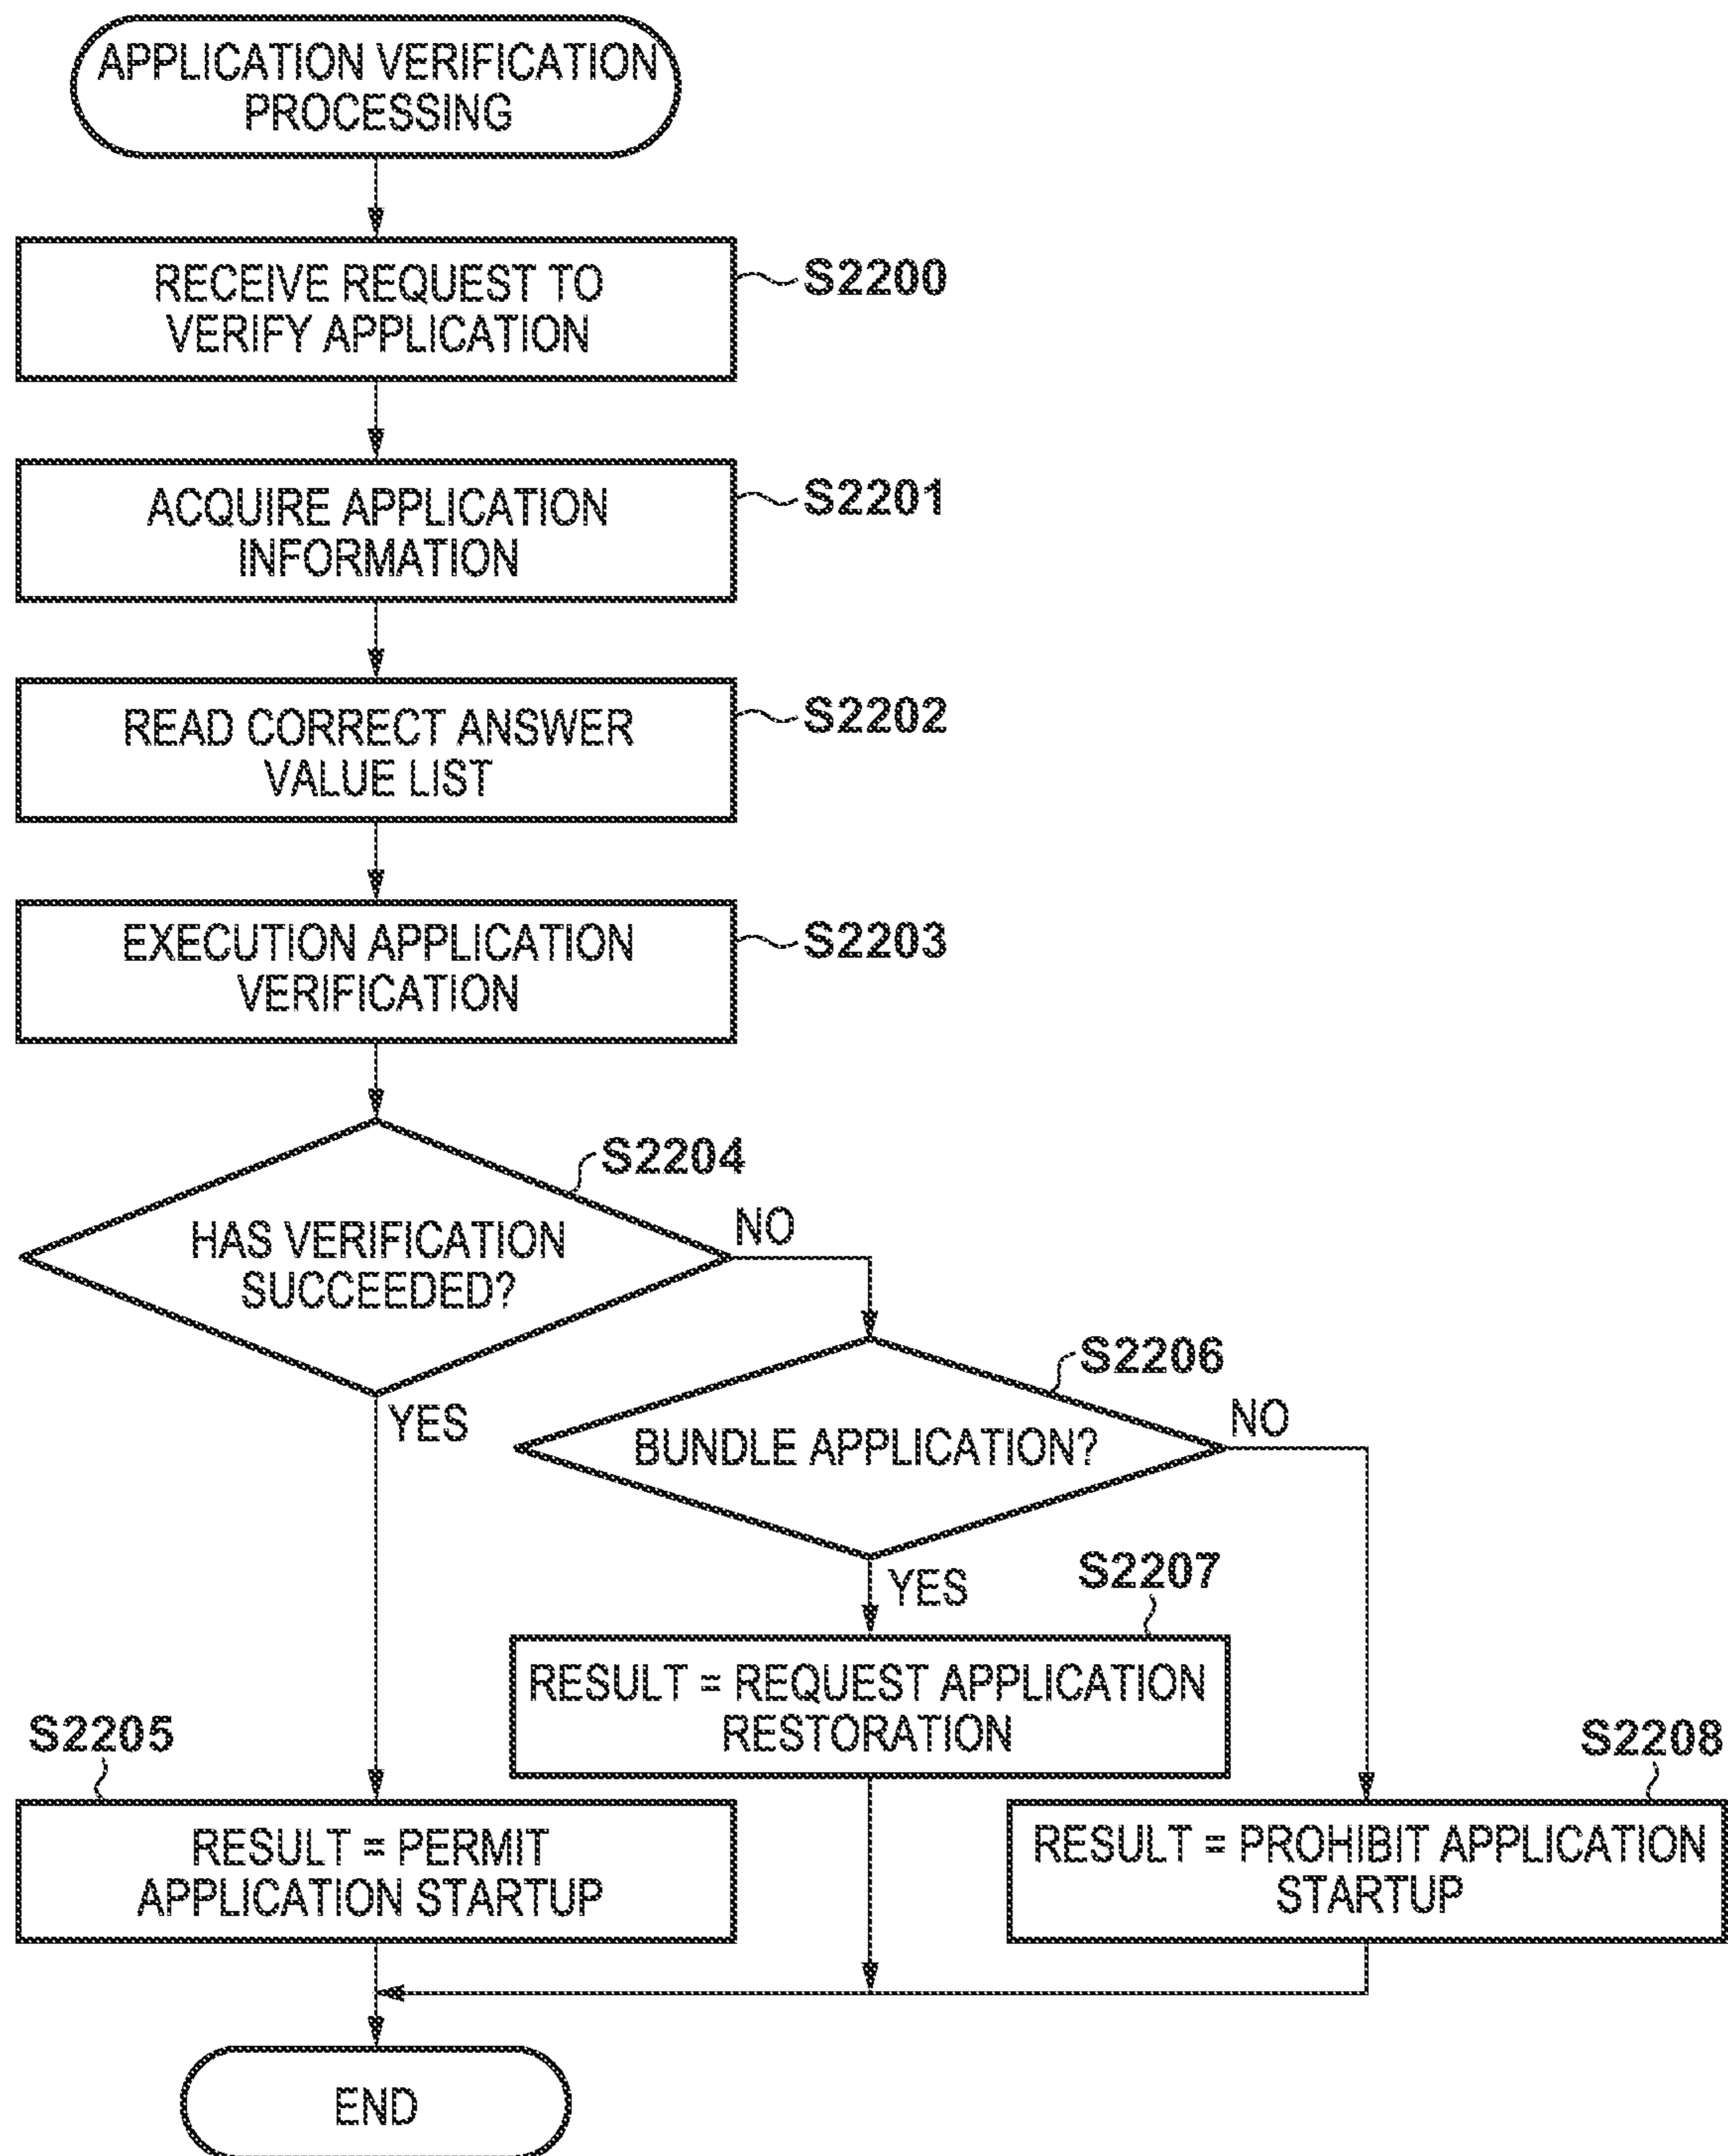 APPLICATION VERIFICATION
PROCESSING
RECEIVE REQUEST TO
VERIFY APPLICATION
S2200
ACQUIRE APPLICATION
INFORMATION
S2201
READ CORRECT ANSWER
VALUE LIST
S2202
EXECUTION APPLICATION
VERIFICATION
S2203
S2204
HAS VERIFICATION
SUCCEEDED?
NO
YES
S2206
BUNDLE APPLICATION?
NO
YES
S2207
RESULT = REQUEST APPLICATION
RESTORATION
S2205
RESULT = PERMIT
APPLICATION STARTUP
S2208
RESULT = PROHIBIT APPLICATION
STARTUP
END